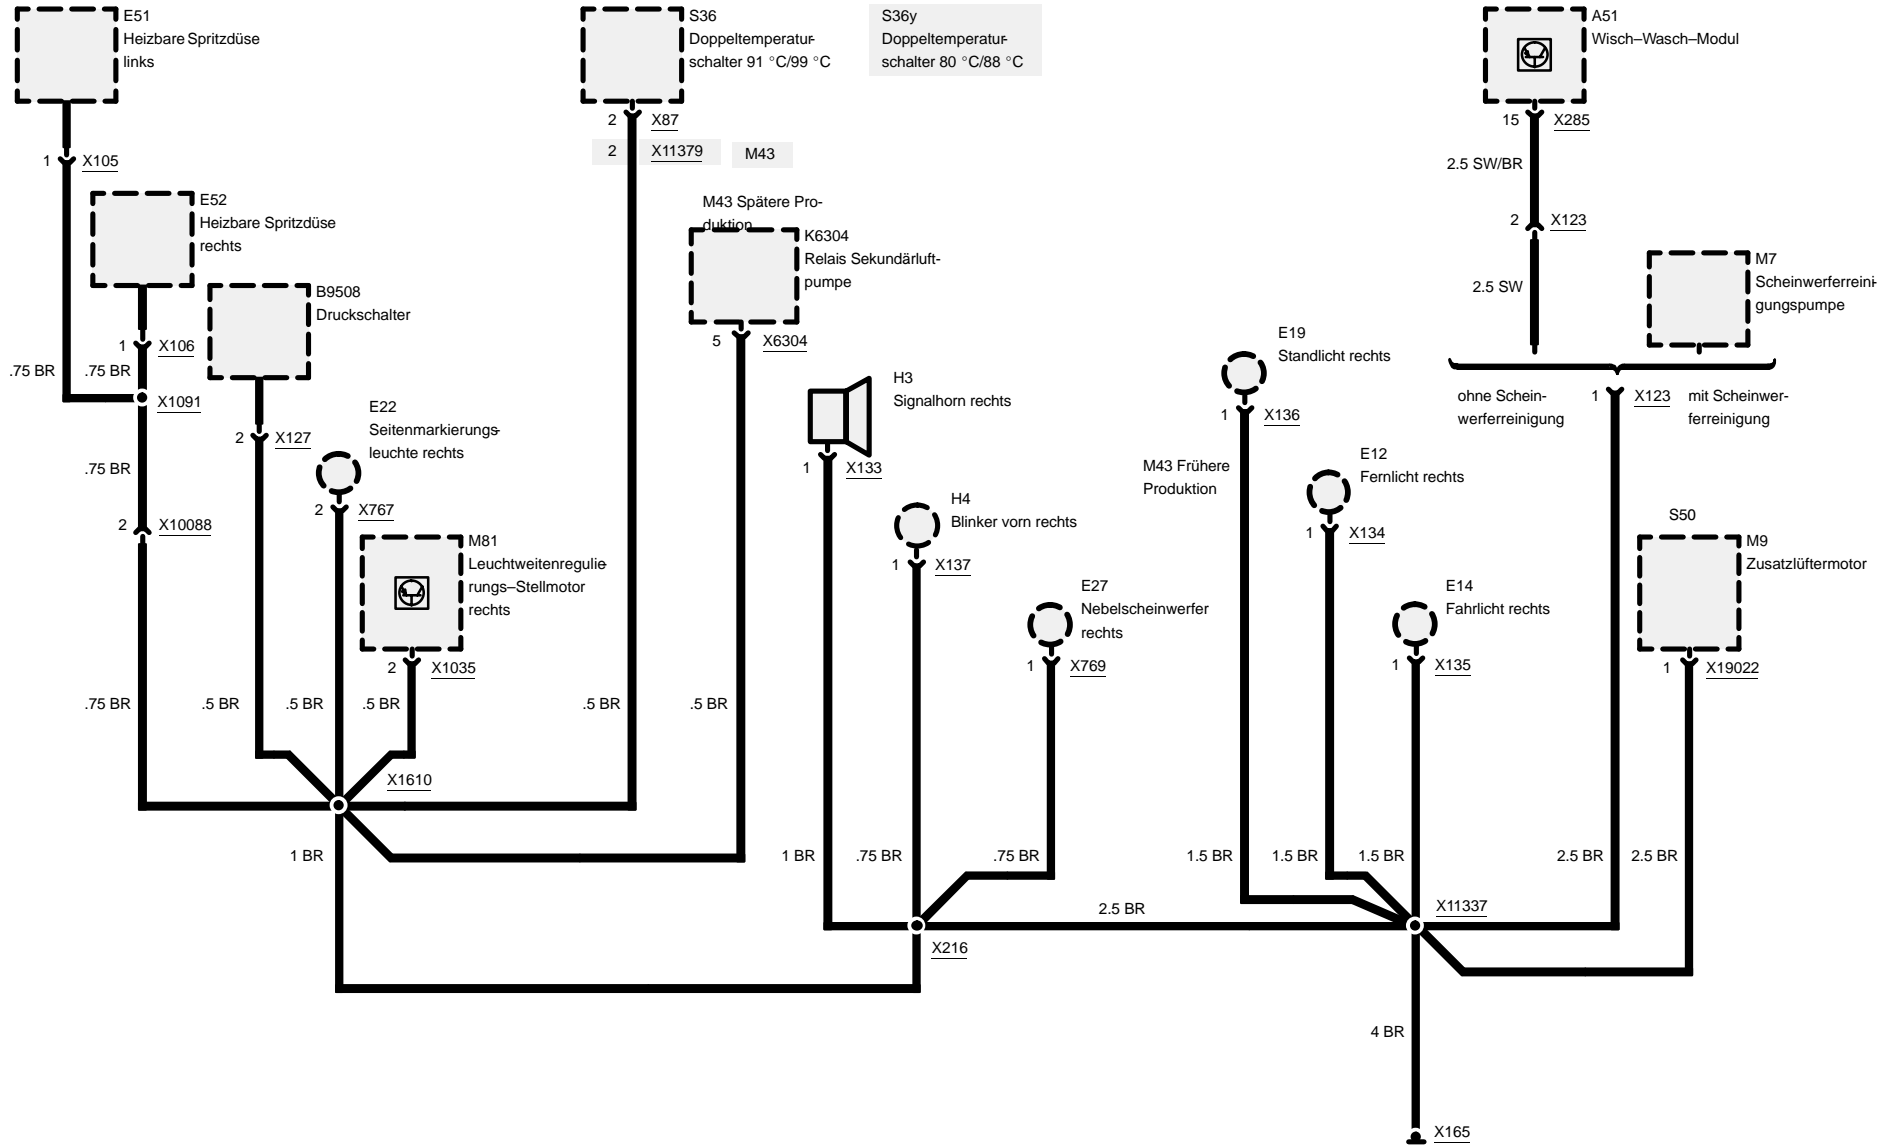 E51
Heizbare Spritzdüse
links
S36
Doppeltemperatur-
schalter 91 °C/99 °C
S36y
Doppeltemperatur-
schalter 80 °C/88 °C
A51
Wisch–Wasch–Modul
2 X87
15 X285
2 X11379 M43
1 X105
2.5 SW/BR
E52
Heizbare Spritzdüse
rechts
M43 Spätere Pro-
duktion
2 X123
K6304
Relais Sekundärluft-
pumpe
M7
Scheinwerferreini-
gungspumpe
2.5 SW
B9508
Druckschalter
1 X106
5 X6304
E19
Standlicht rechts
.75 BR
.75 BR
H3
Signalhorn rechts
ohne Schein-
werferreinigung
1 X123
mit Scheinwer-
ferreinigung
X1091
E22
Seitenmarkierungs-
leuchte rechts
1 X136
2 X127
.75 BR
1 X133
M43 Frühere
Produktion
E12
Fernlicht rechts
2 X767
H4
Blinker vorn rechts
S50
2 X10088
1 X134
M81
Leuchtweitenregulie-
rungs–Stellmotor
rechts
M9
Zusatzlüftermotor
1 X137
E27
Nebelscheinwerfer
rechts
E14
Fahrlicht rechts
2 X1035
1 X769
1 X135
1 X19022
.75 BR
.5 BR
.5 BR
.5 BR
.5 BR
.5 BR
X1610
1 BR
1 BR
.75 BR
.75 BR
1.5 BR
1.5 BR
1.5 BR
2.5 BR
2.5 BR
2.5 BR
X11337
X216
4 BR
X165